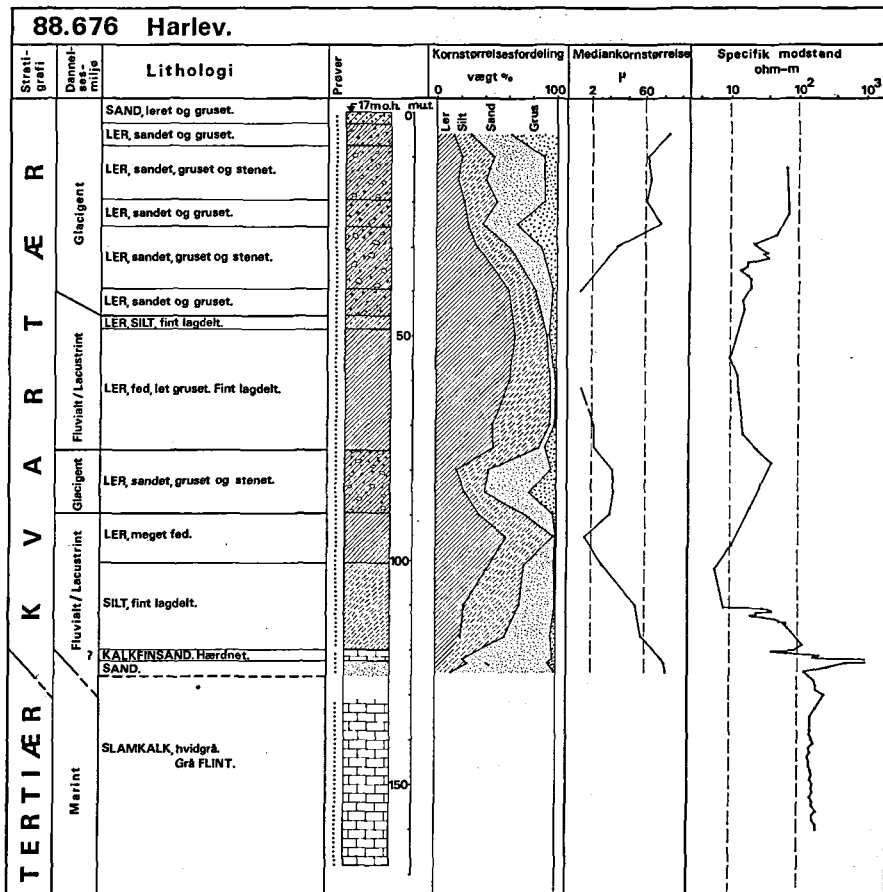 88.676 Harlev.
Strati-
grafi
Dannel-
ses-
miljø
Lithologi
Prøver
Kornstørrelsesfordeling
vægt %
0 100
Mediankornstørrelse
µ
2 60
Specifik modstand
ohm-m
10 10² 10³
17m o.h. m.u.t.
0
Ler
Silt
Sand
Grus
SAND, leret og gruset.
LER, sandet og gruset.
LER, sandet, gruset og stenet.
LER, sandet og gruset.
LER, sandet, gruset og stenet.
LER, sandet og gruset.
LER, SILT, fint lagdelt.
50
LER, fed, let gruset. Fint lagdelt.
LER, sandet, gruset og stenet.
LER, meget fed.
100
SILT, fint lagdelt.
? KALKFINSAND. Hærdnet.
SAND.
SLAMKALK, hvidgrå.
Grå FLINT.
150
KVARTÆR
TERTIÆR
Glacigent
Fluvialt/Lacustrint
Glacigent
Fluvialt/Lacustrint
Marint